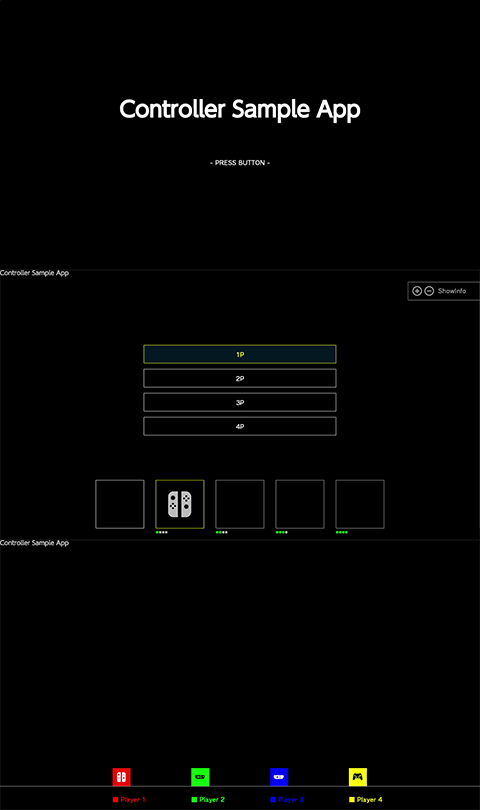 Controller Sample App
- PRESS BUTTON -
Controller Sample App
ShowInfo
1P
2P
3P
4P
Controller Sample App
Player 1
Player 2
Player 3
Player 4